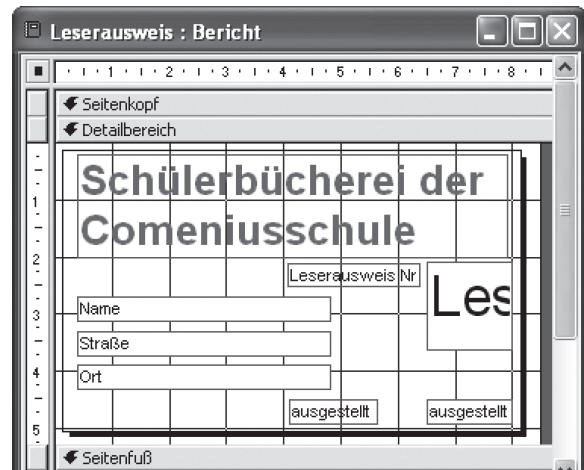 Leserausweis : Bericht
1 2 3 4 5 6 7 8
Seitenkopf
Detailbereich
Schülerbücherei der
Comeniusschule
1
2
Leserausweis Nr
Les
Name
3
Straße
Ort
4
ausgestellt ausgestellt
5
Seitenfuß